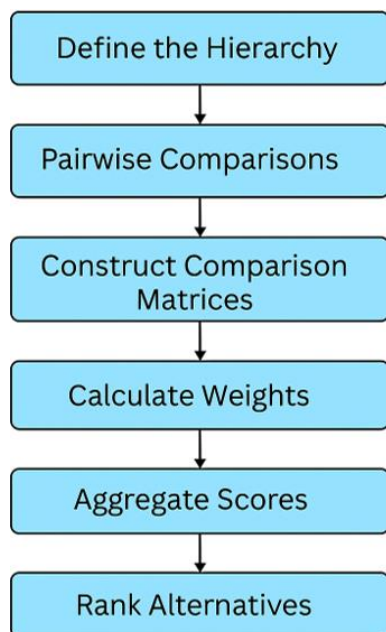 Define the Hierarchy
Pairwise Comparisons
Construct Comparison
Matrices
Calculate Weights
Aggregate Scores
Rank Alternatives